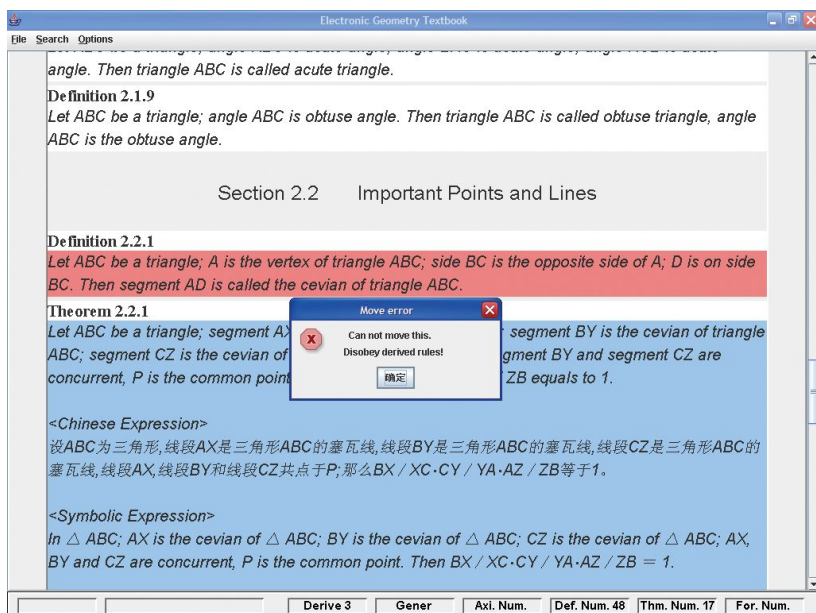 Electronic Geometry Textbook
File Search Options
angle. Then triangle ABC is called acute triangle.
Definition 2.1.9
Let ABC be a triangle; angle ABC is obtuse angle. Then triangle ABC is called obtuse triangle, angle
ABC is the obtuse angle.
Section 2.2 Important Points and Lines
Definition 2.2.1
Let ABC be a triangle; A is the vertex of triangle ABC; side BC is the opposite side of A; D is on side
BC. Then segment AD is called the cevian of triangle ABC.
Theorem 2.2.1
Let ABC be a triangle; segment AX segment BY is the cevian of triangle
ABC; segment CZ is the cevian of segment BY and segment CZ are
concurrent, P is the common point ZB equals to 1.
Move error
X
Can not move this.
Disobey derived rules!
确定
<Chinese Expression>
设ABC为三角形,线段AX是三角形ABC的塞瓦线,线段BY是三角形ABC的塞瓦线,线段CZ是三角形ABC的
塞瓦线,线段AX,线段BY和线段CZ共点于P;那么BX / XC·CY / YA·AZ / ZB等于1。
<Symbolic Expression>
In △ ABC; AX is the cevian of △ ABC; BY is the cevian of △ ABC; CZ is the cevian of △ ABC; AX,
BY and CZ are concurrent, P is the common point. Then BX / XC·CY / YA·AZ / ZB = 1.
Derive 3 Gener Axi. Num. Def. Num. 48 Thm. Num. 17 For. Num.